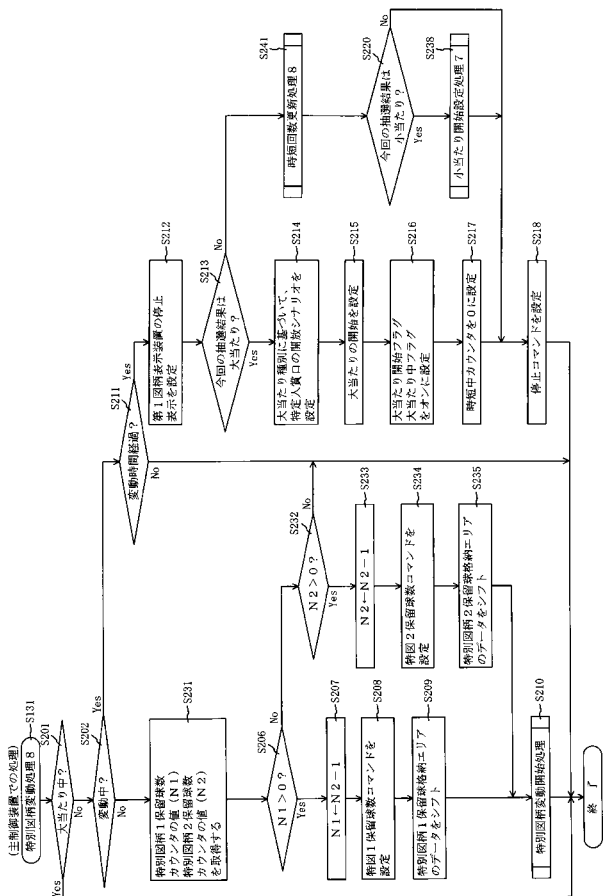 (主制御装置での処理)
特別図柄変動処理8
S131
S201
大当たり中？
Yes
No
S202
変動中？
Yes
No
S231
特別図柄1保留球数
カウンタの値（N1）
特別図柄2保留球数
カウンタの値（N2）
を取得する
S206
N1＞0？
No
Yes
S207
N1←N2－1
S208
特図1保留球数コマンドを
設定
S209
特別図柄1保留球格納エリア
のデータをシフト
S232
N2＞0？
No
Yes
S233
N2←N2－1
S234
特図2保留球数コマンドを
設定
S235
特別図柄2保留球格納エリア
のデータをシフト
S210
特別図柄変動開始処理
終了
S211
変動時間経過？
Yes
No
S212
第1図柄表示装置の停止
表示を設定
S213
今回の抽選結果は
大当たり？
No
Yes
S214
大当たり種別に基づいて、
特定入賞口の開放シナリオを
設定
S215
大当たりの開始を設定
S216
大当たり開始フラグ
大当たり中フラグ
をオンに設定
S217
時短中カウンタを0に設定
S218
停止コマンドを設定
S241
時短回数更新処理8
S220
今回の抽選結果は
小当たり？
No
Yes
S238
小当たり開始設定処理7